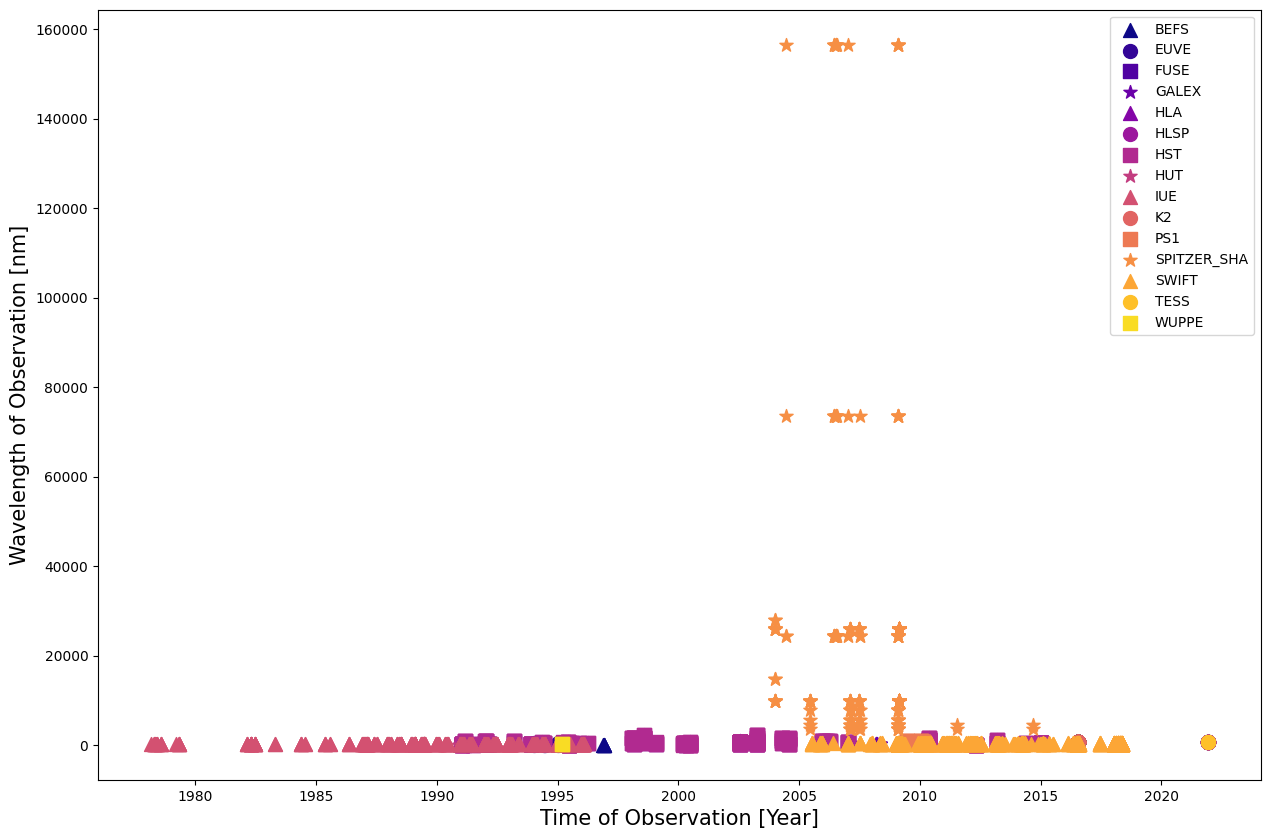 160000
140000
120000
100000
80000
60000
40000
20000
0
Wavelength of Observation [nm]
1980 1985 1990 1995 2000 2005 2010 2015 2020
Time of Observation [Year]
BEFS
EUVE
FUSE
GALEX
HLA
HLSP
HST
HUT
IUE
K2
PS1
SPITZER_SHA
SWIFT
TESS
WUPPE